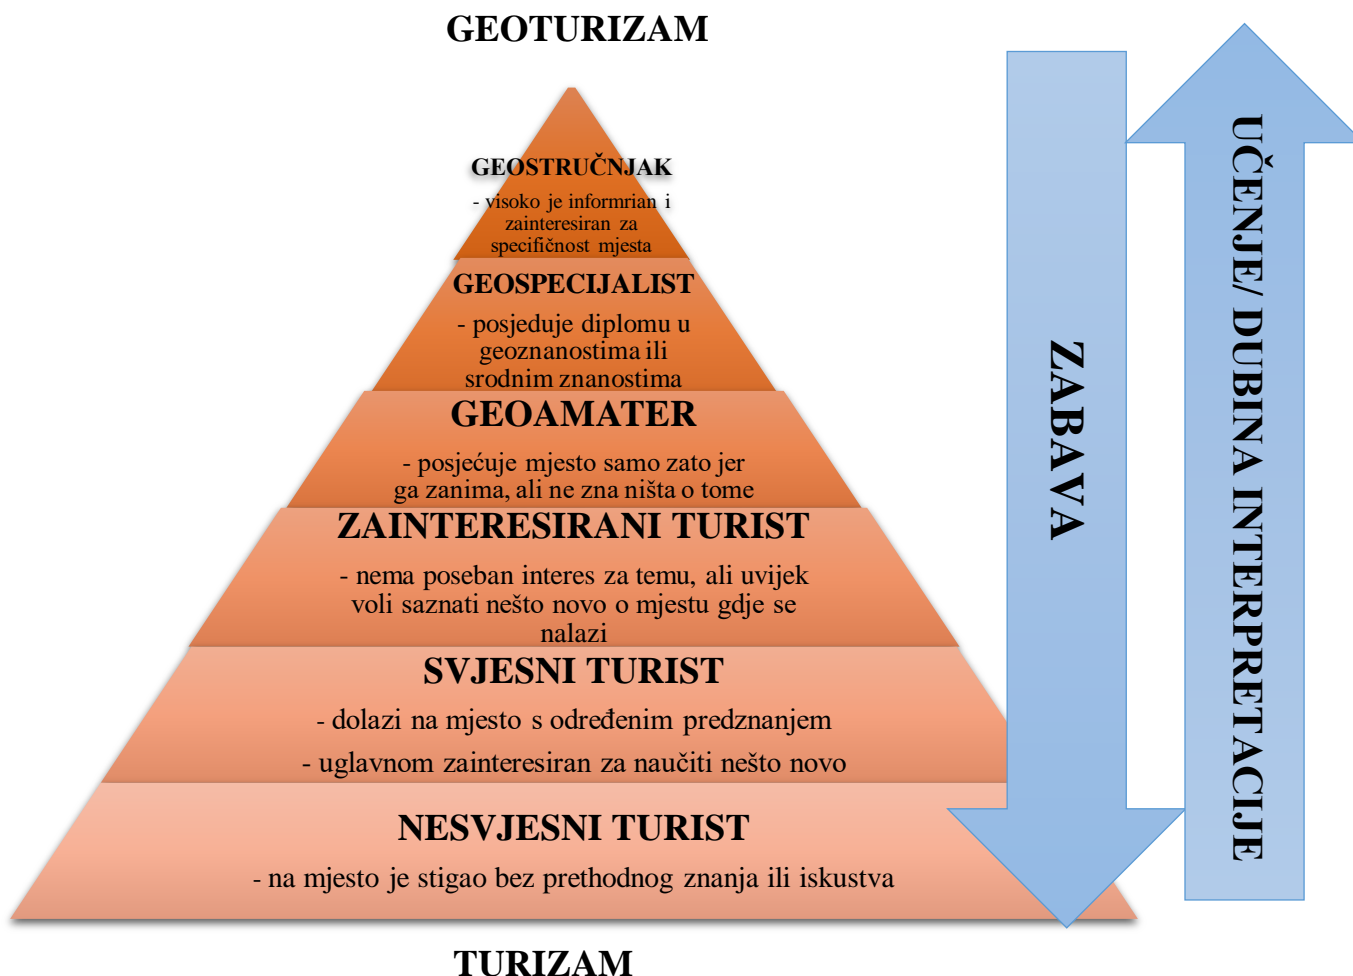 GEOTURIZAM
GEOSTRUČNJAK
- visoko je informrian i
zainteresiran za
specifičnost mjesta
GEOSPECIJALIST
- posjeduje diplomu u
geoznanostima ili
srodnim znanostima
GEOAMATER
- posjećuje mjesto samo zato jer
ga zanima, ali ne zna ništa o tome
ZAINTERESIRANI TURIST
- nema poseban interes za temu, ali uvijek
voli saznati nešto novo o mjestu gdje se
nalazi
SVJESNI TURIST
- dolazi na mjesto s određenim predznanjem
- uglavnom zainteresiran za naučiti nešto novo
NESVJESNI TURIST
- na mjesto je stigao bez prethodnog znanja ili iskustva
TURIZAM
ZABAVA
UČENJE/ DUBINA INTERPRETACIJE